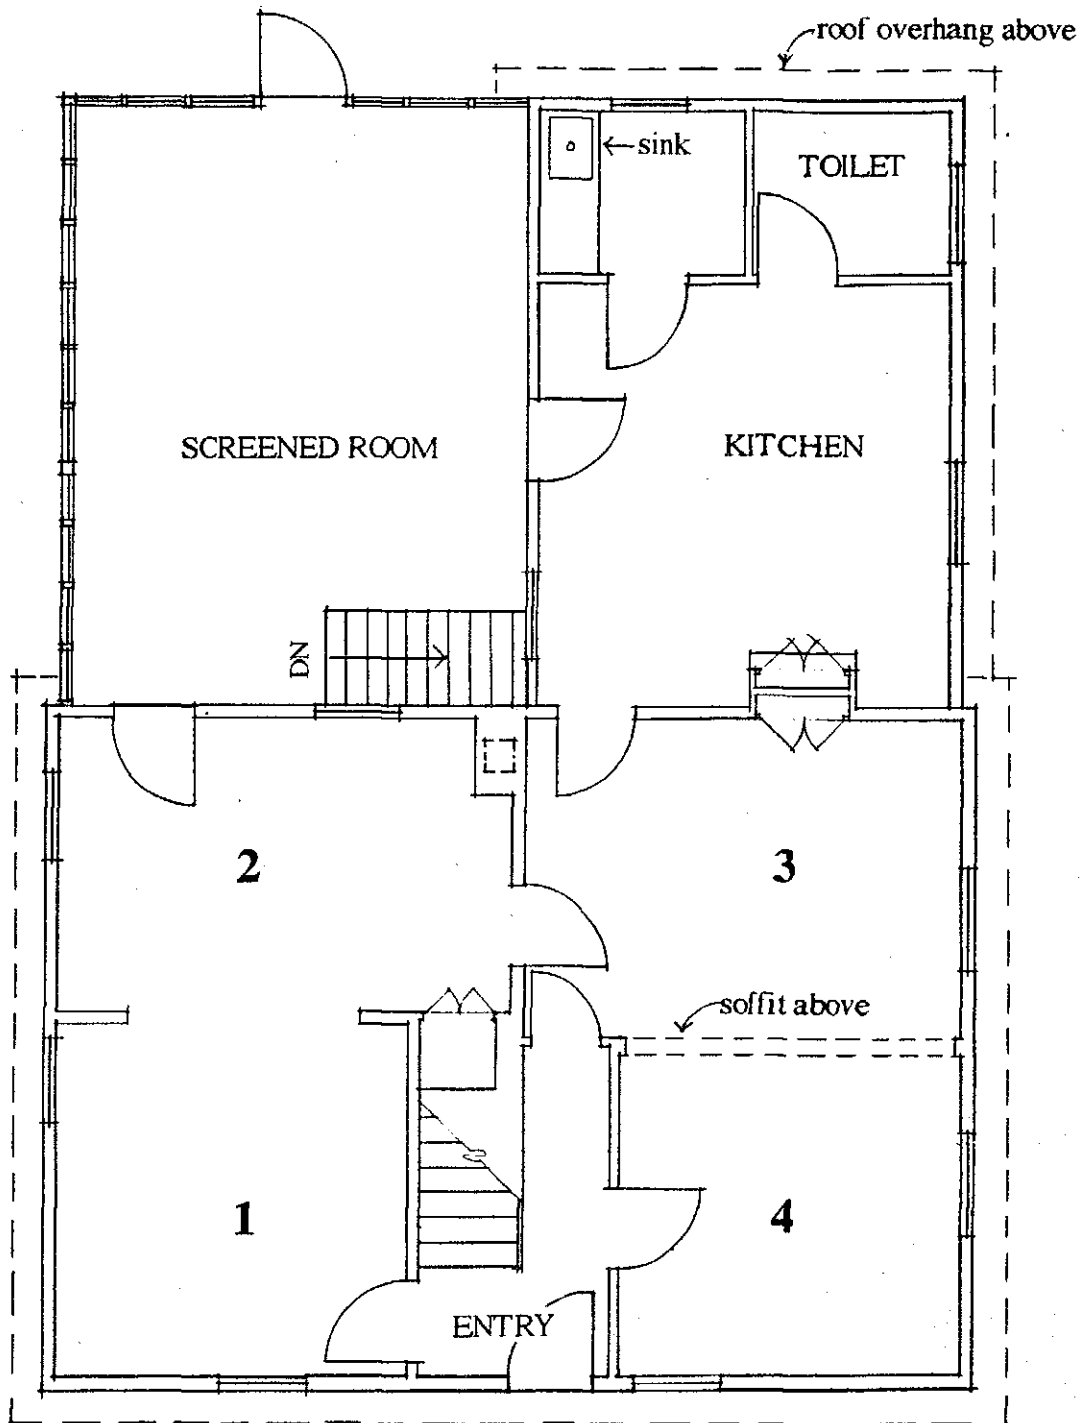 roof overhang above
sink
TOILET
SCREENED ROOM
KITCHEN
DN
2
3
soffit above
1
4
ENTRY